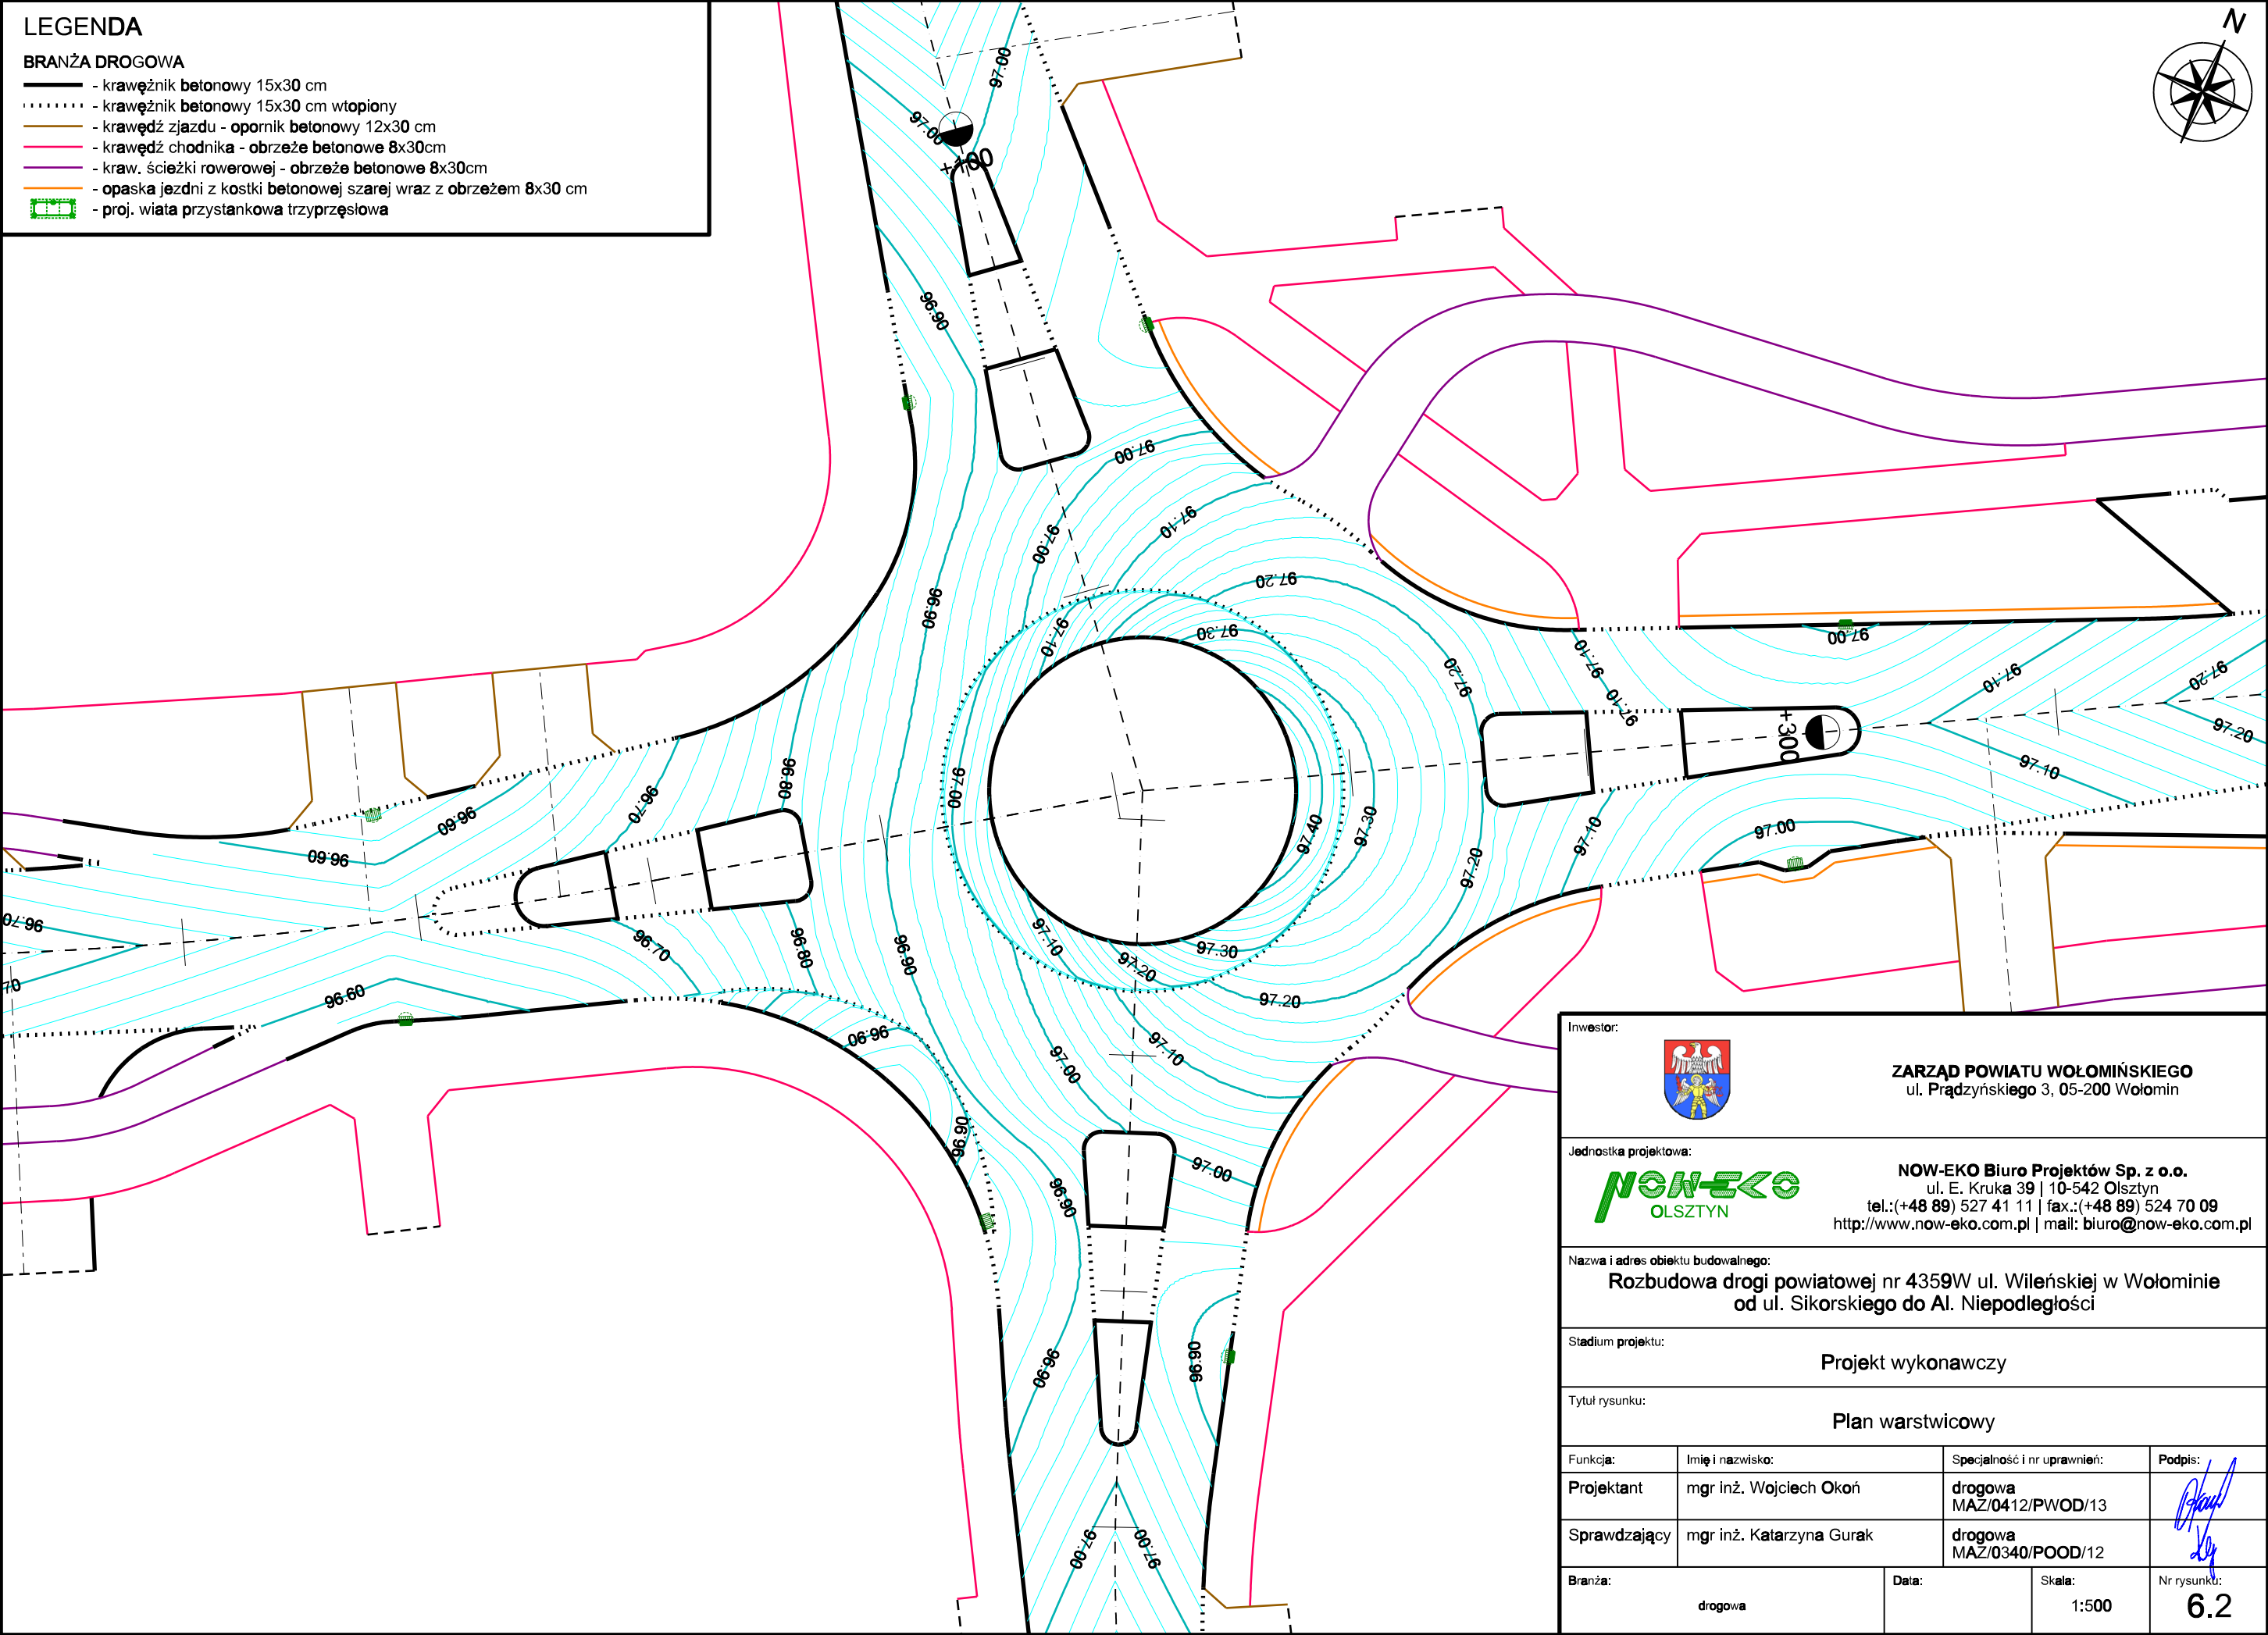 LEGENDA
BRANŻA DROGOWA
- krawężnik betonowy 15x30 cm
- krawężnik betonowy 15x30 cm wtopiony
- krawędź zjazdu - opornik betonowy 12x30 cm
- krawędź chodnika - obrzeże betonowe 8x30cm
- kraw. ścieżki rowerowej - obrzeże betonowe 8x30cm
- opaska jezdni z kostki betonowej szarej wraz z obrzeżem 8x30 cm
- proj. wiata przystankowa trzyprzęsłowa
N
97.00
97.00
+100
96.90
97.00
97.00
97.10
97.20
96.90
97.10
97.30
97.20
97.10
97.10
97.00
97.10
97.20
97.20
97.10
+300
96.80
96.70
96.60
96.60
97.00
97.40
97.30
97.10
97.00
97.20
96.70
70
96.60
96.70
96.80
96.90
97.10
97.20
97.30
97.20
96.90
97.00
97.10
96.90
96.90
97.00
96.90
96.90
97.00
97.00
Inwestor:
ZARZĄD POWIATU WOŁOMIŃSKIEGO
ul. Prądzyńskiego 3, 05-200 Wołomin
Jednostka projektowa:
NOW-EKO
OLSZTYN
NOW-EKO Biuro Projektów Sp. z o.o.
ul. E. Kruka 39 | 10-542 Olsztyn
tel.:(+48 89) 527 41 11 | fax.:(+48 89) 524 70 09
http://www.now-eko.com.pl | mail: biuro@now-eko.com.pl
Nazwa i adres obiektu budowalnego:
Rozbudowa drogi powiatowej nr 4359W ul. Wileńskiej w Wołominie
od ul. Sikorskiego do Al. Niepodległości
Stadium projektu:
Projekt wykonawczy
Tytuł rysunku:
Plan warstwicowy
Funkcja: Imię i nazwisko: Specjalność i nr uprawnień: Podpis:
Projektant mgr inż. Wojciech Okoń drogowa
MAZ/0412/PWOD/13
Sprawdzający mgr inż. Katarzyna Gurak drogowa
MAZ/0340/POOD/12
Branża: Data: Skala: Nr rysunku:
drogowa 1:500 6.2